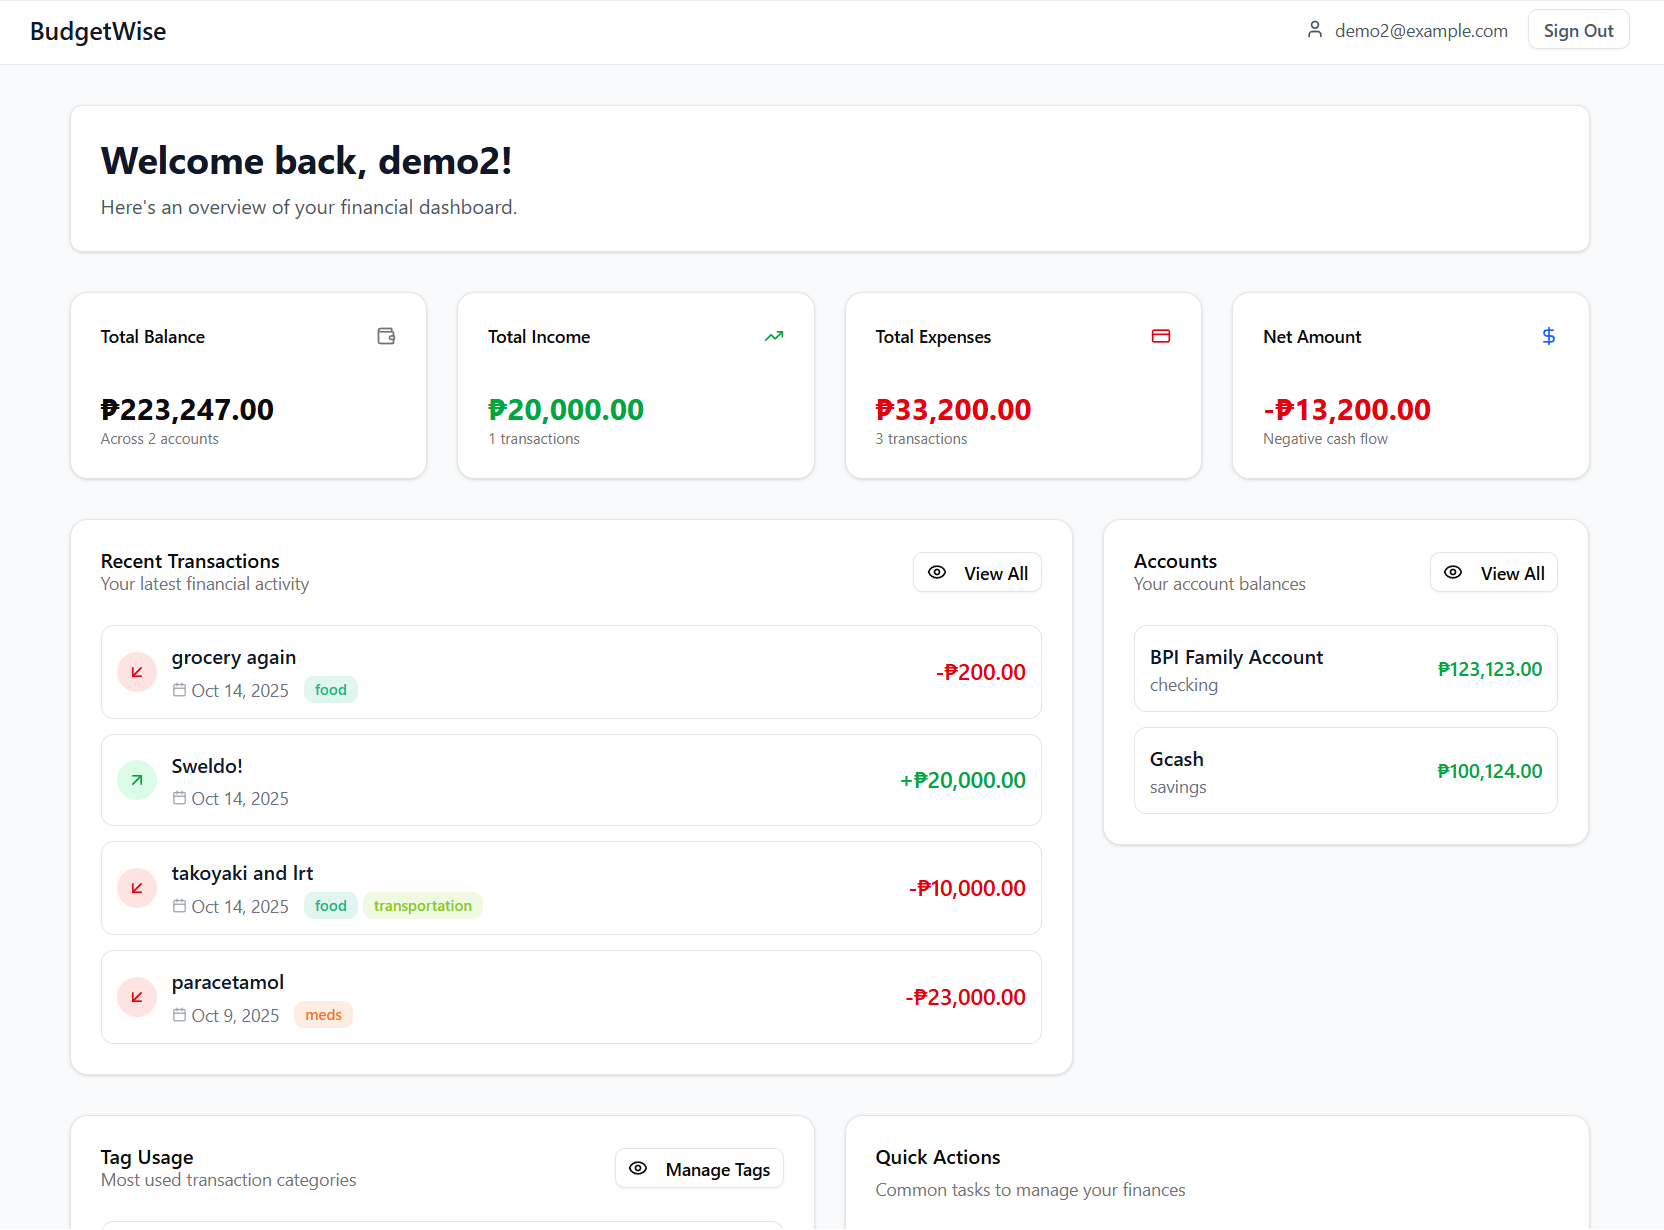 BudgetWise
demo2@example.com
Sign Out
Welcome back, demo2!
Here's an overview of your financial dashboard.
Total Balance
₱223,247.00
Across 2 accounts
Total Income
₱20,000.00
1 transactions
Total Expenses
₱33,200.00
3 transactions
Net Amount
-₱13,200.00
Negative cash flow
Recent Transactions
Your latest financial activity
View All
grocery again
Oct 14, 2025 food
-₱200.00
Sweldo!
Oct 14, 2025
+₱20,000.00
takoyaki and lrt
Oct 14, 2025 food transportation
-₱10,000.00
paracetamol
Oct 9, 2025 meds
-₱23,000.00
Accounts
Your account balances
View All
BPI Family Account
checking
₱123,123.00
Gcash
savings
₱100,124.00
Tag Usage
Most used transaction categories
Manage Tags
Quick Actions
Common tasks to manage your finances